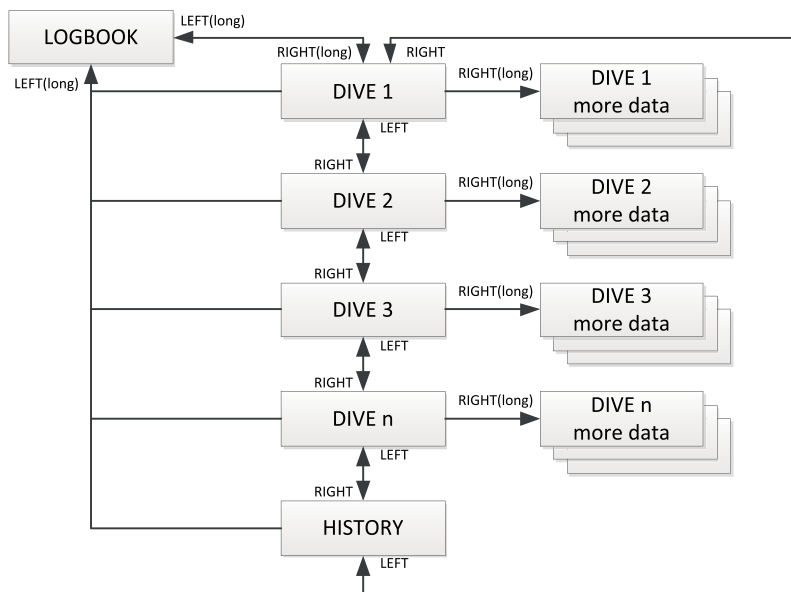 LEFT(long)
LOGBOOK
RIGHT(long)
RIGHT
LEFT(long)
RIGHT(long)
DIVE 1
DIVE 1
more data
LEFT
RIGHT
RIGHT(long)
DIVE 2
DIVE 2
more data
LEFT
RIGHT
RIGHT(long)
DIVE 3
DIVE 3
more data
LEFT
RIGHT
RIGHT(long)
DIVE n
DIVE n
more data
LEFT
RIGHT
HISTORY
LEFT